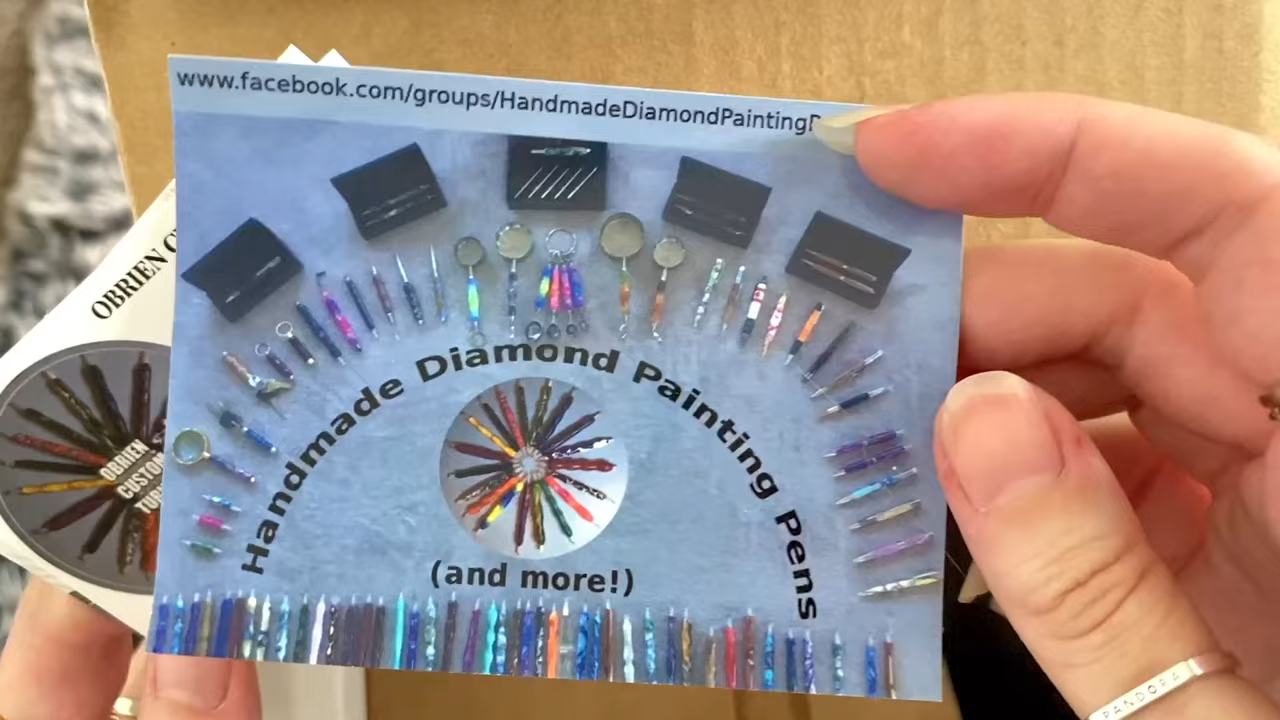 www.facebook.com/groups/HandmadeDiamondPainting
Handmade Diamond Painting Pens
(and more!)
OBRIEN
OBRIEN
CUSTOM
PANDORA